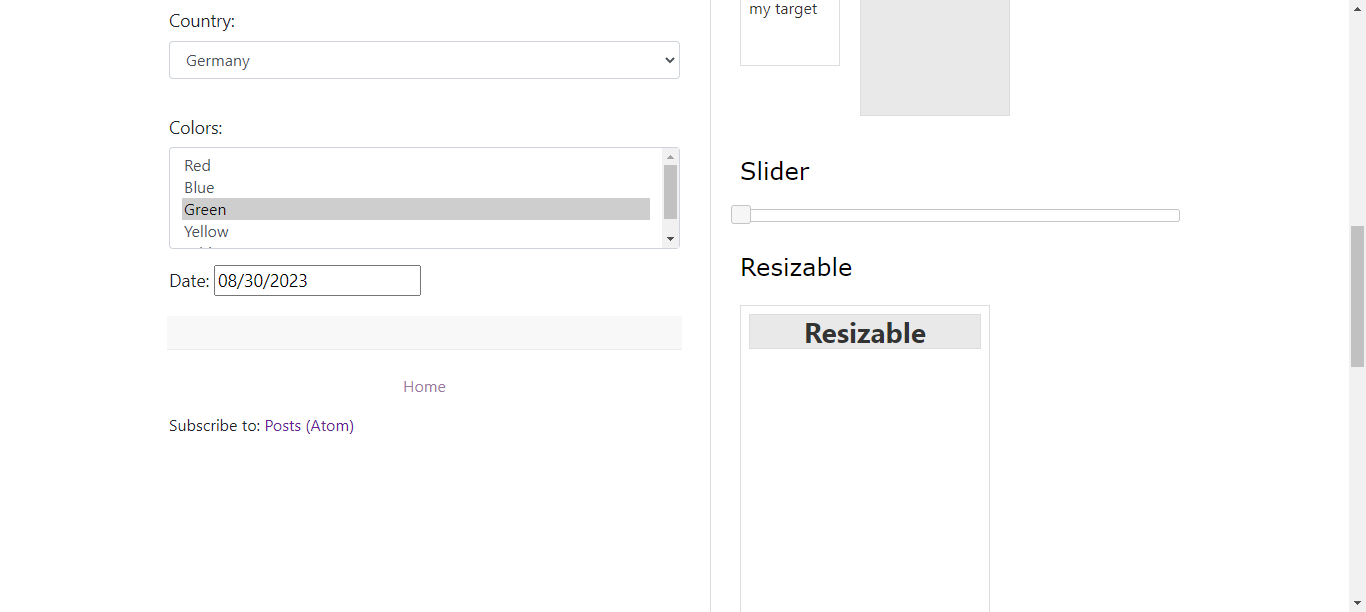 Country:
Germany
Colors:
Red
Blue
Green
Yellow
Date: 08/30/2023
Home
Subscribe to: Posts (Atom)
my target
Slider
Resizable
Resizable